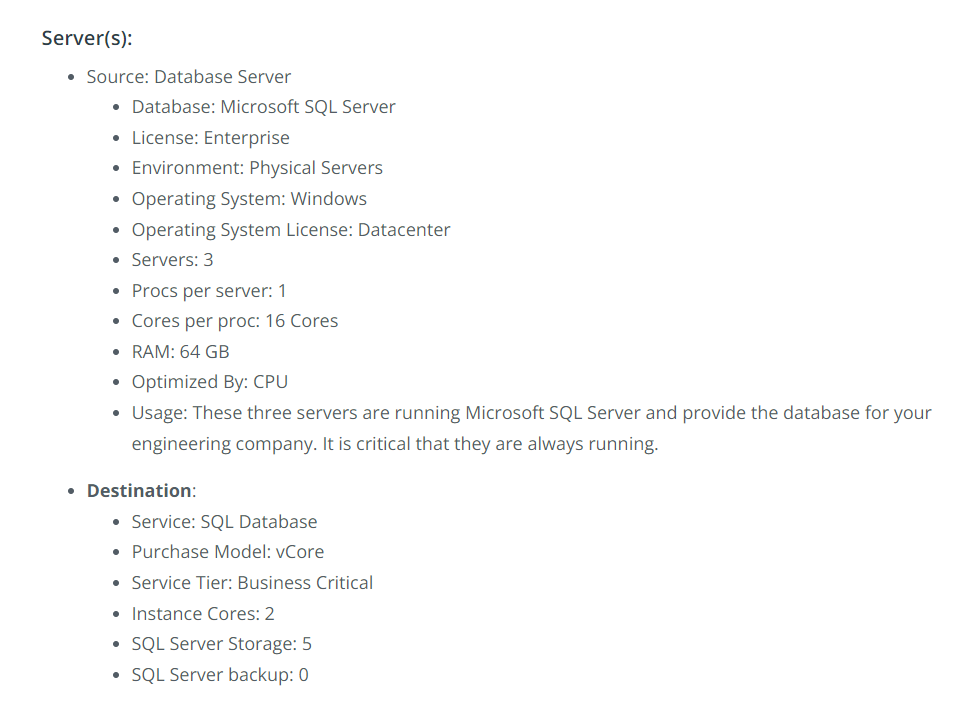 Server(s):
Source: Database Server
Database: Microsoft SQL Server
License: Enterprise
Environment: Physical Servers
Operating System: Windows
Operating System License: Datacenter
Servers: 3
Procs per server: 1
Cores per proc: 16 Cores
RAM: 64 GB
Optimized By: CPU
Usage: These three servers are running Microsoft SQL Server and provide the database for your
engineering company. It is critical that they are always running.
Destination:
Service: SQL Database
Purchase Model: vCore
Service Tier: Business Critical
Instance Cores: 2
SQL Server Storage: 5
SQL Server backup: 0